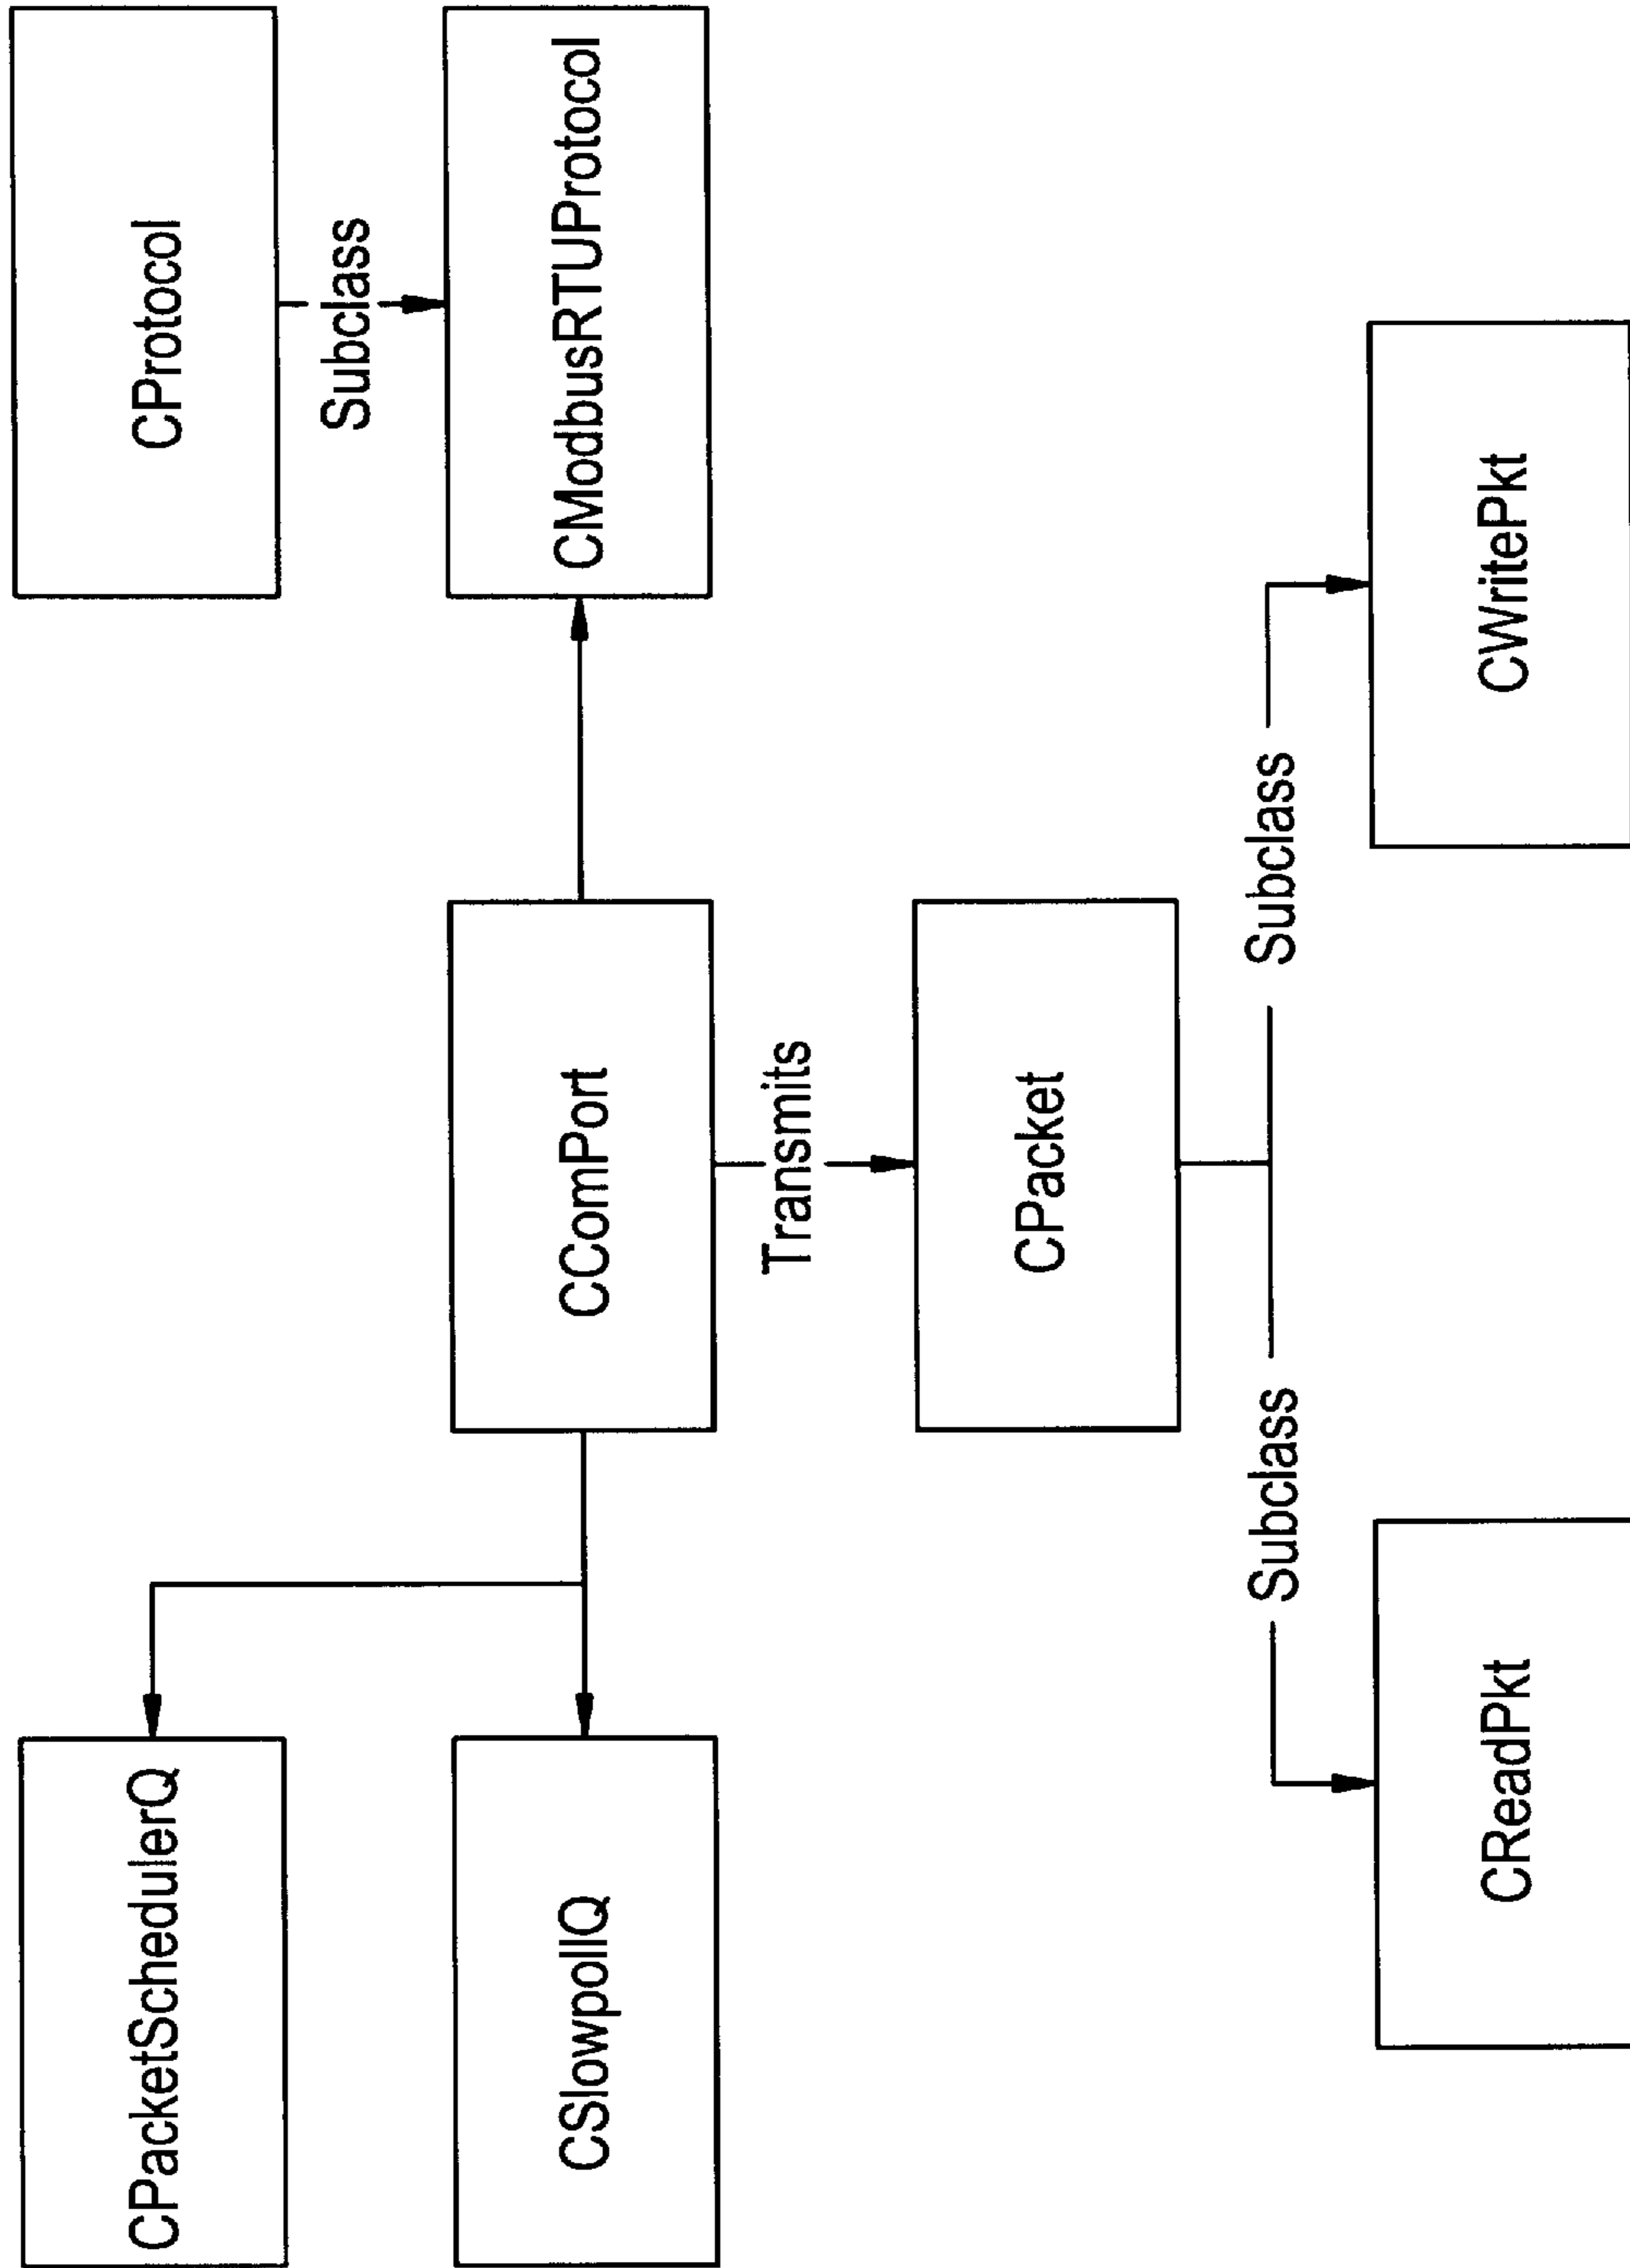 CPacketSchedulerQ
CProtocol
Subclass
CSlowpollQ
CComPort
CModbusRTUProtocol
Transmits
CPacket
Subclass
Subclass
CReadPkt
CWritePkt